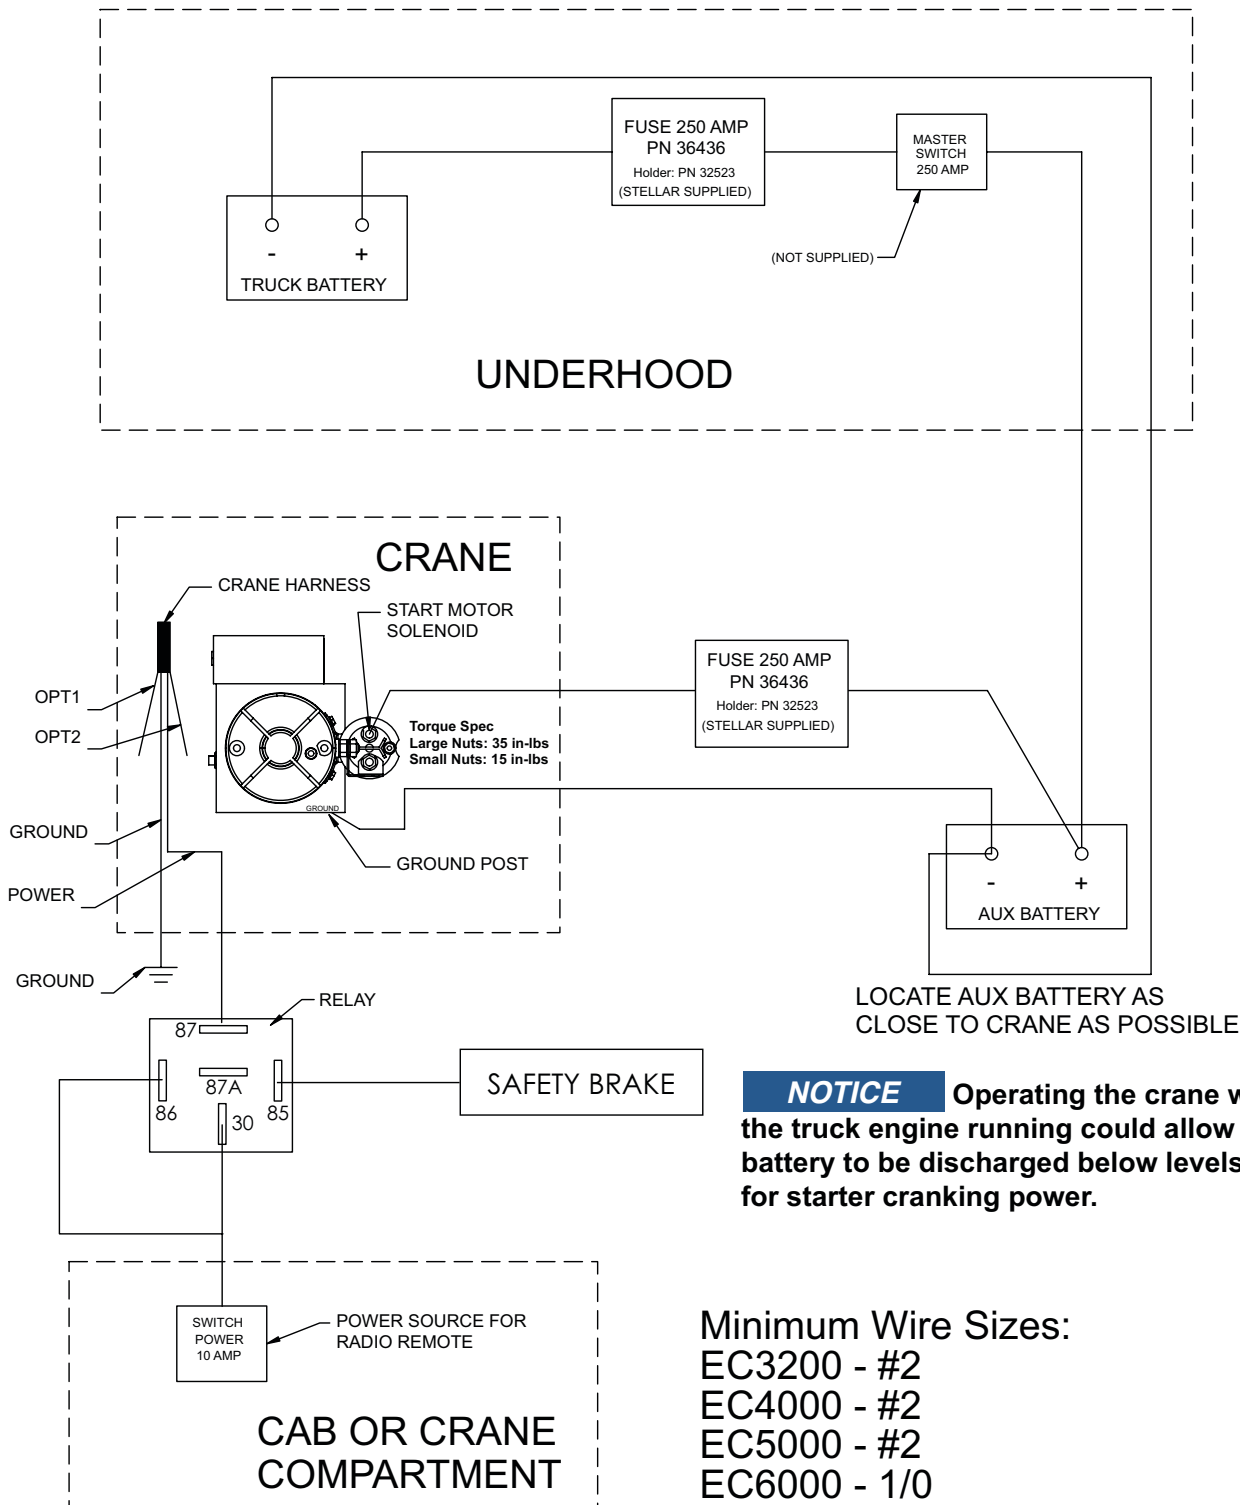 FUSE 250 AMP
PN 36436
Holder: PN 32523
(STELLAR SUPPLIED)
MASTER
SWITCH
250 AMP
(NOT SUPPLIED)
-
+
TRUCK BATTERY
UNDERHOOD
CRANE
CRANE HARNESS
START MOTOR
SOLENOID
OPT1
OPT2
Torque Spec
Large Nuts: 35 in-lbs
Small Nuts: 15 in-lbs
FUSE 250 AMP
PN 36436
Holder: PN 32523
(STELLAR SUPPLIED)
GROUND
GROUND
GROUND POST
POWER
-
+
AUX BATTERY
GROUND
LOCATE AUX BATTERY AS
CLOSE TO CRANE AS POSSIBLE
RELAY
87
87A
86
85
30
SAFETY BRAKE
NOTICE Operating the crane w
the truck engine running could allow
battery to be discharged below levels
for starter cranking power.
SWITCH
POWER
10 AMP
POWER SOURCE FOR
RADIO REMOTE
CAB OR CRANE
COMPARTMENT
Minimum Wire Sizes:
EC3200 - #2
EC4000 - #2
EC5000 - #2
EC6000 - 1/0